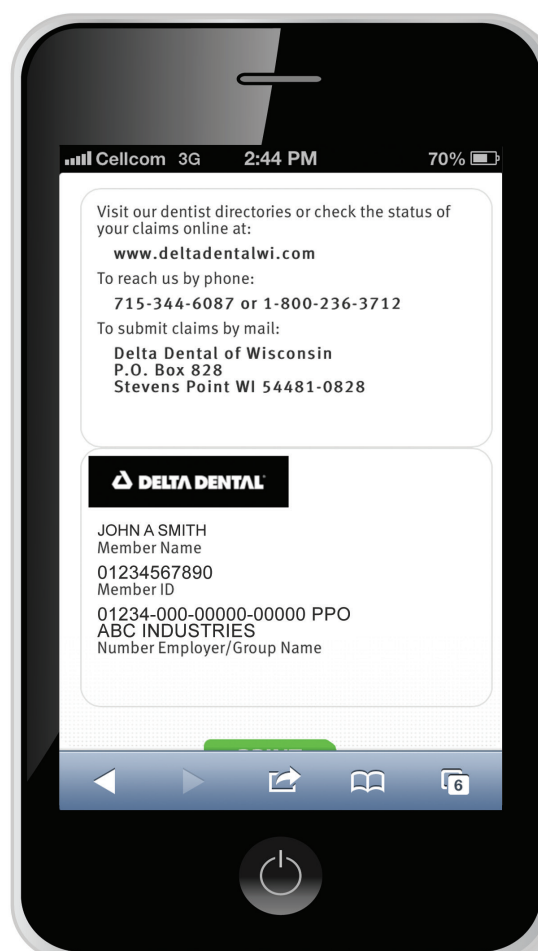 Cellcom 3G 2:44 PM 70%
Visit our dentist directories or check the status of
your claims online at:
www.deltadentalwi.com
To reach us by phone:
715-344-6087 or 1-800-236-3712
To submit claims by mail:
Delta Dental of Wisconsin
P.O. Box 828
Stevens Point WI 54481-0828
DELTA DENTAL
JOHN A SMITH
Member Name
01234567890
Member ID
01234-000-00000-00000 PPO
ABC INDUSTRIES
Number Employer/Group Name
6